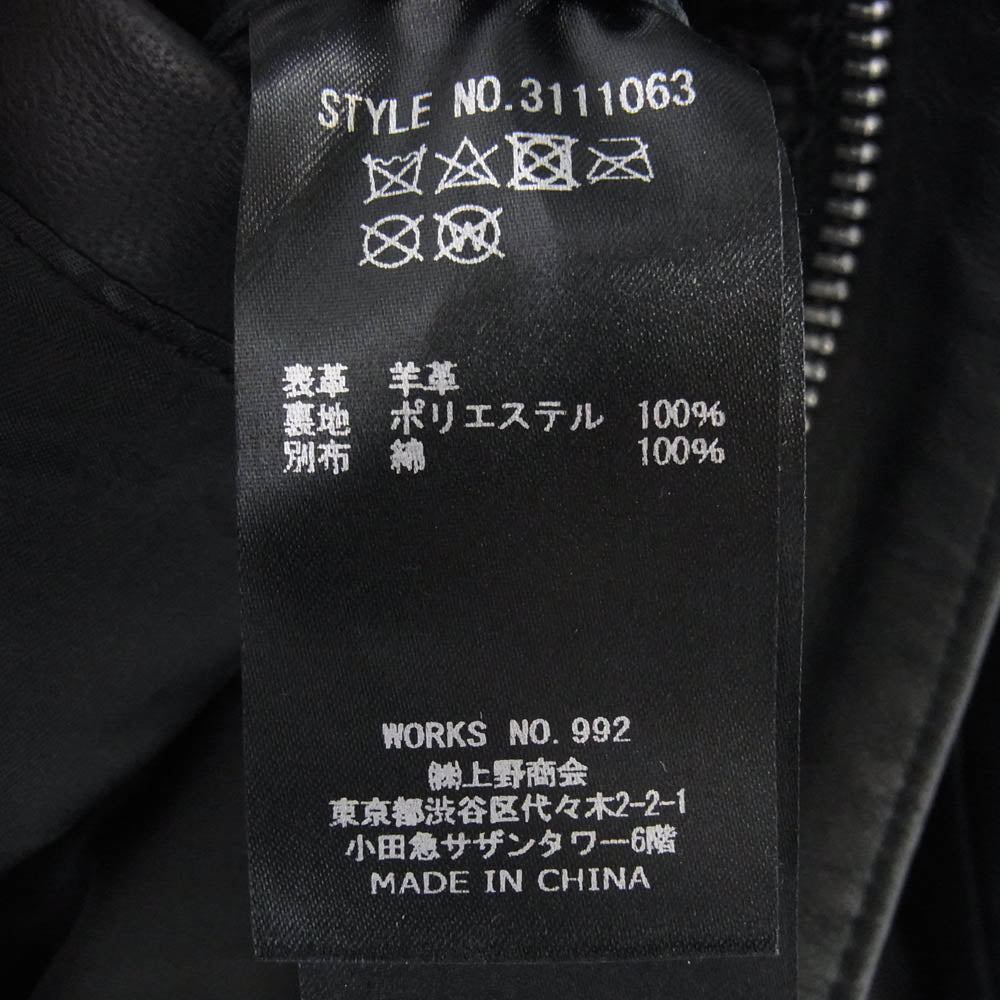 STYLE NO.3111063
W
表革 羊革
裏地 ポリエステル 100%
別布 綿 100%
WORKS NO. 992
㈱上野商会
東京都渋谷区代々木2-2-1
小田急サザンタワー6階
MADE IN CHINA